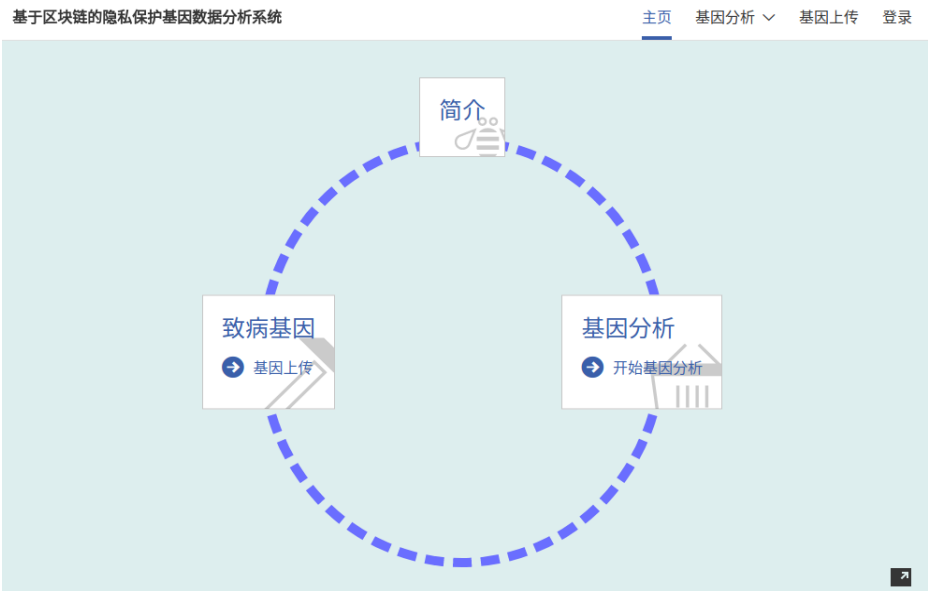 基于区块链的隐私保护基因数据分析系统
主页 基因分析 基因上传 登录
简介
致病基因
基因上传
基因分析
开始基因分析